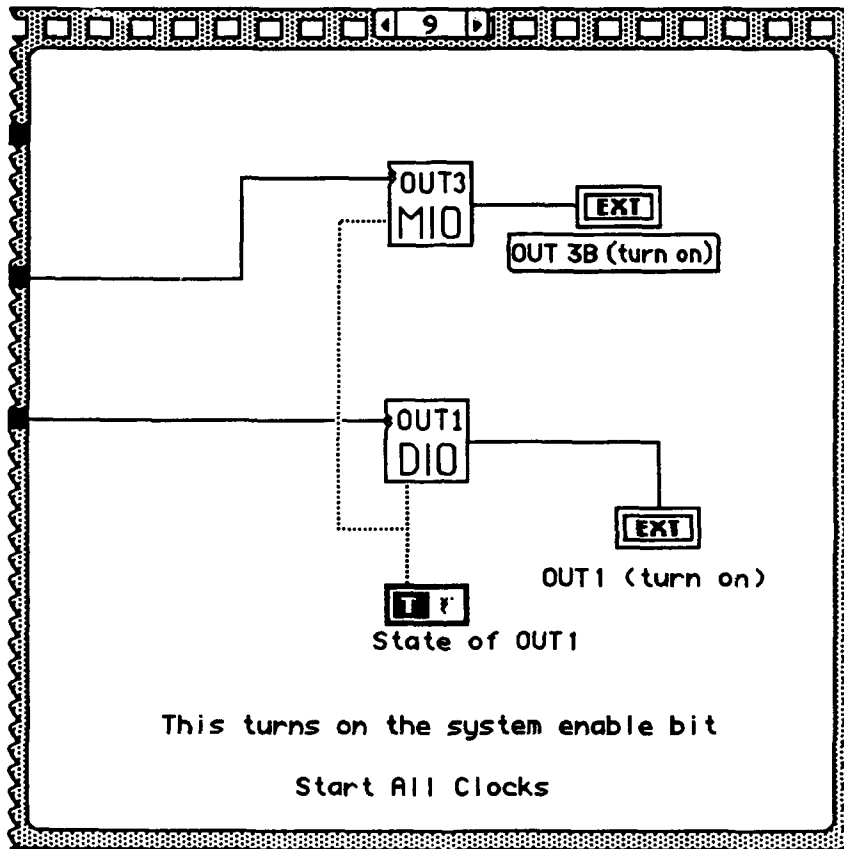 9
OUT3
MIO
EXT
OUT 3B (turn on)
OUT1
DIO
EXT
OUT1 (turn on)
T F
State of OUT1
This turns on the system enable bit
Start All Clocks